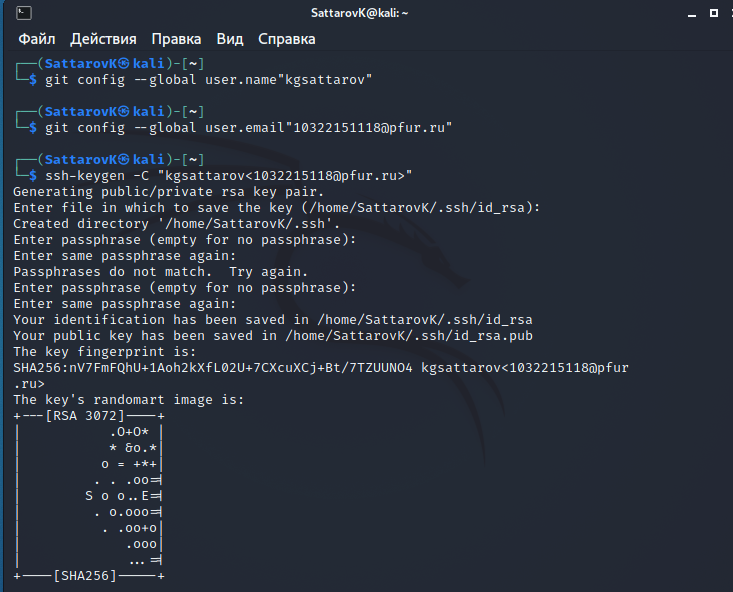 SattarovK@kali: ~
Файл Действия Правка Вид Справка
┌──(SattarovK㉿kali)-[~]
└─$ git config --global user.name"kgsattarov"
┌──(SattarovK㉿kali)-[~]
└─$ git config --global user.email"10322151118@pfur.ru"
┌──(SattarovK㉿kali)-[~]
└─$ ssh-keygen -C "kgsattarov<1032215118@pfur.ru>"
Generating public/private rsa key pair.
Enter file in which to save the key (/home/SattarovK/.ssh/id_rsa):
Created directory '/home/SattarovK/.ssh'.
Enter passphrase (empty for no passphrase):
Enter same passphrase again:
Passphrases do not match.  Try again.
Enter passphrase (empty for no passphrase):
Enter same passphrase again:
Your identification has been saved in /home/SattarovK/.ssh/id_rsa
Your public key has been saved in /home/SattarovK/.ssh/id_rsa.pub
The key fingerprint is:
SHA256:nV7FmFQhU+1Aoh2kXfL02U+7CXcuXCj+Bt/7TZUUNO4 kgsattarov<1032215118@pfur
.ru>
The key's randomart image is:
+---[RSA 3072]----+
|           .O+O* |
|           * &o.*|
|          o = +*+|
|         . . .oo=|
|        S o o..E=|
|         . o.ooo=|
|          . .oo+o|
|             .ooo|
|             ... =|
+----[SHA256]-----+